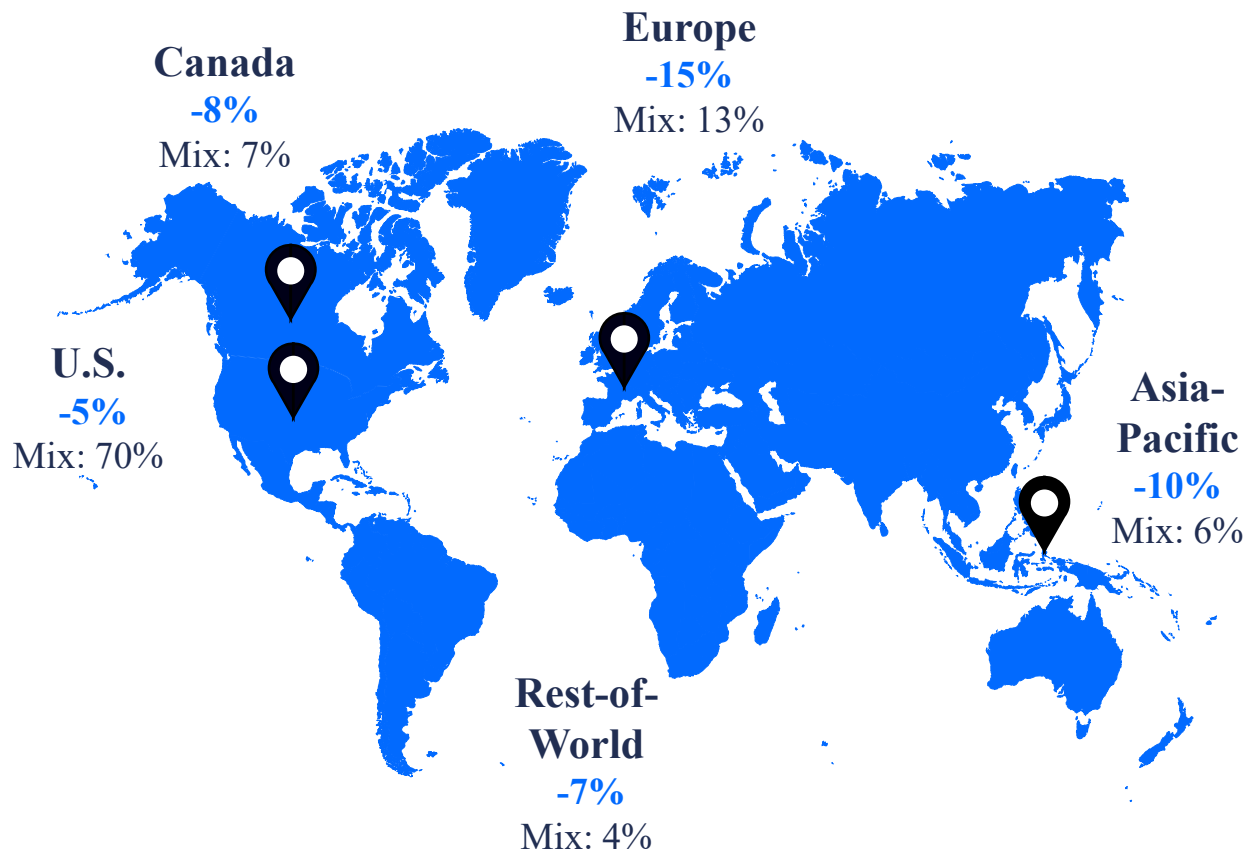 Europe
-15%
Mix: 13%
Canada
-8%
Mix: 7%
U.S.
-5%
Mix: 70%
Asia-
Pacific
-10%
Mix: 6%
Rest-of-
World
-7%
Mix: 4%